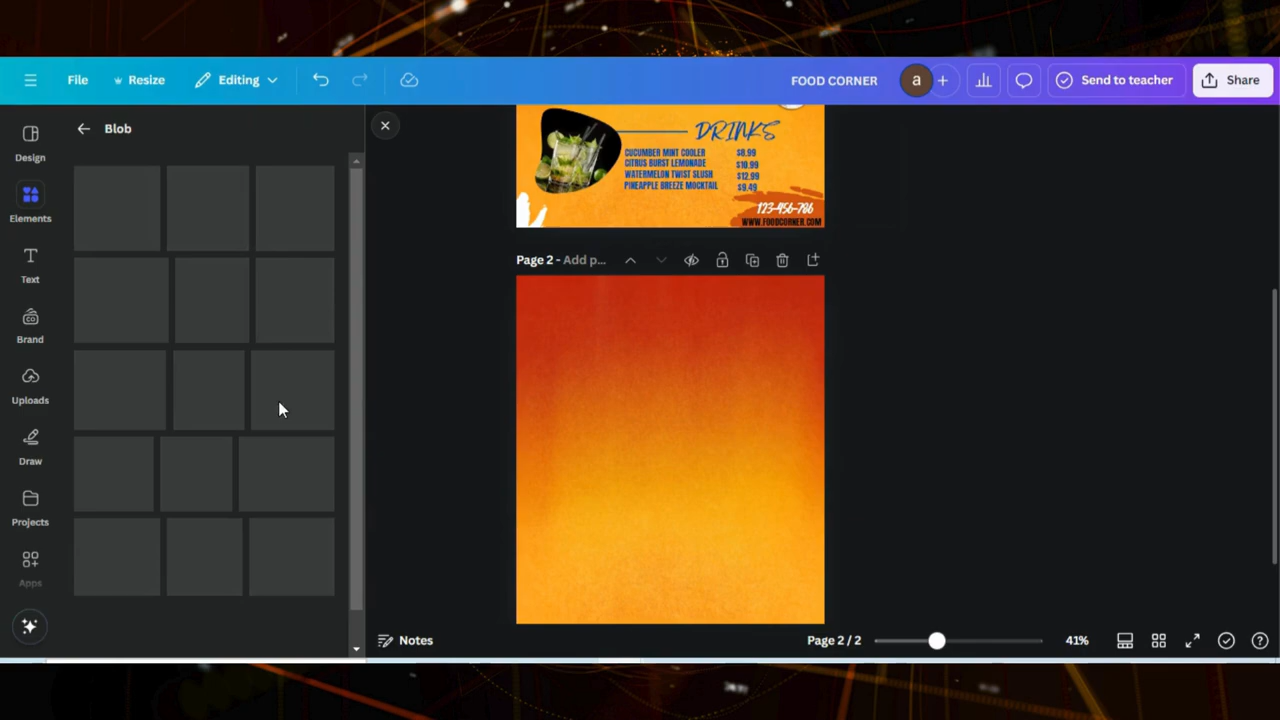 File
Resize
Editing
FOOD CORNER
a
Send to teacher
Share
Design
Elements
Text
Brand
Uploads
Draw
Projects
Apps
Blob
DRINKS
CUCUMBER MINT COOLER $8.99
CITRUS BURST LEMONADE $10.99
WATERMELON TWIST SLUSH $12.99
PINEAPPLE BREEZE MOCKTAIL $9.49
123-456-786
WWW.FOODCORNER.COM
Page 2 - Add p...
Notes
Page 2 / 2
41%